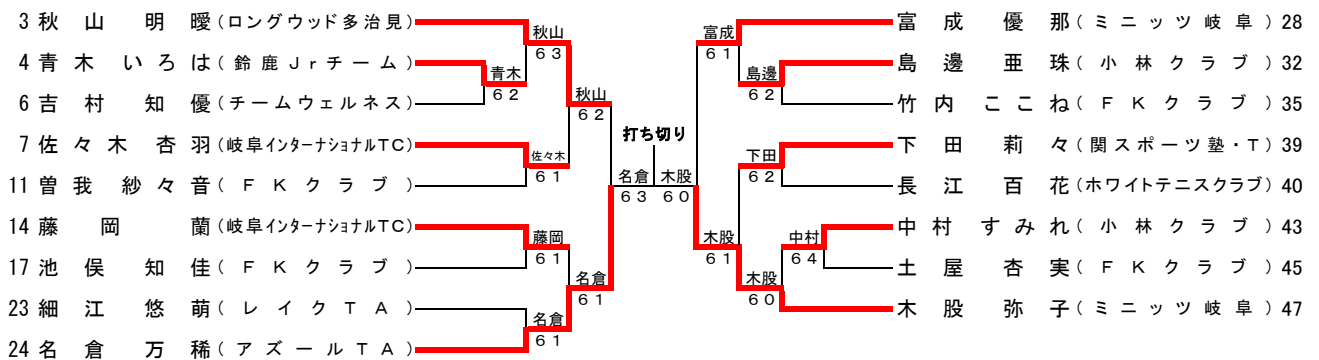 3 秋山 明曖(ロングウッド多治見)
4 青木 いろは(鈴鹿Jrチーム)
6 吉村 知優(チームウェルネス)
7 佐々木 杏羽(岐阜インターナショナルTC)
11 曽我 紗々音(FKクラブ)
14 藤岡 蘭(岐阜インターナショナルTC)
17 池俣 知佳(FKクラブ)
23 細江 悠萌(レイクTA)
24 名倉 万稀(アズールTA)
青木
62
秋山
63
佐々木
61
秋山
62
藤岡
61
名倉
61
名倉
61
打ち切り
名倉
63
木股
60
富成
61
島邊
62
下田
62
木股
61
中村
64
木股
60
富成 優那(ミニッツ岐阜) 28
島邊 亜珠(小林クラブ) 32
竹内 ここね(FKクラブ) 35
下田 莉々(関スポーツ塾・T) 39
長江 百花(ホワイトテニスクラブ) 40
中村 すみれ(小林クラブ) 43
土屋 杏実(FKクラブ) 45
木股 弥子(ミニッツ岐阜) 47